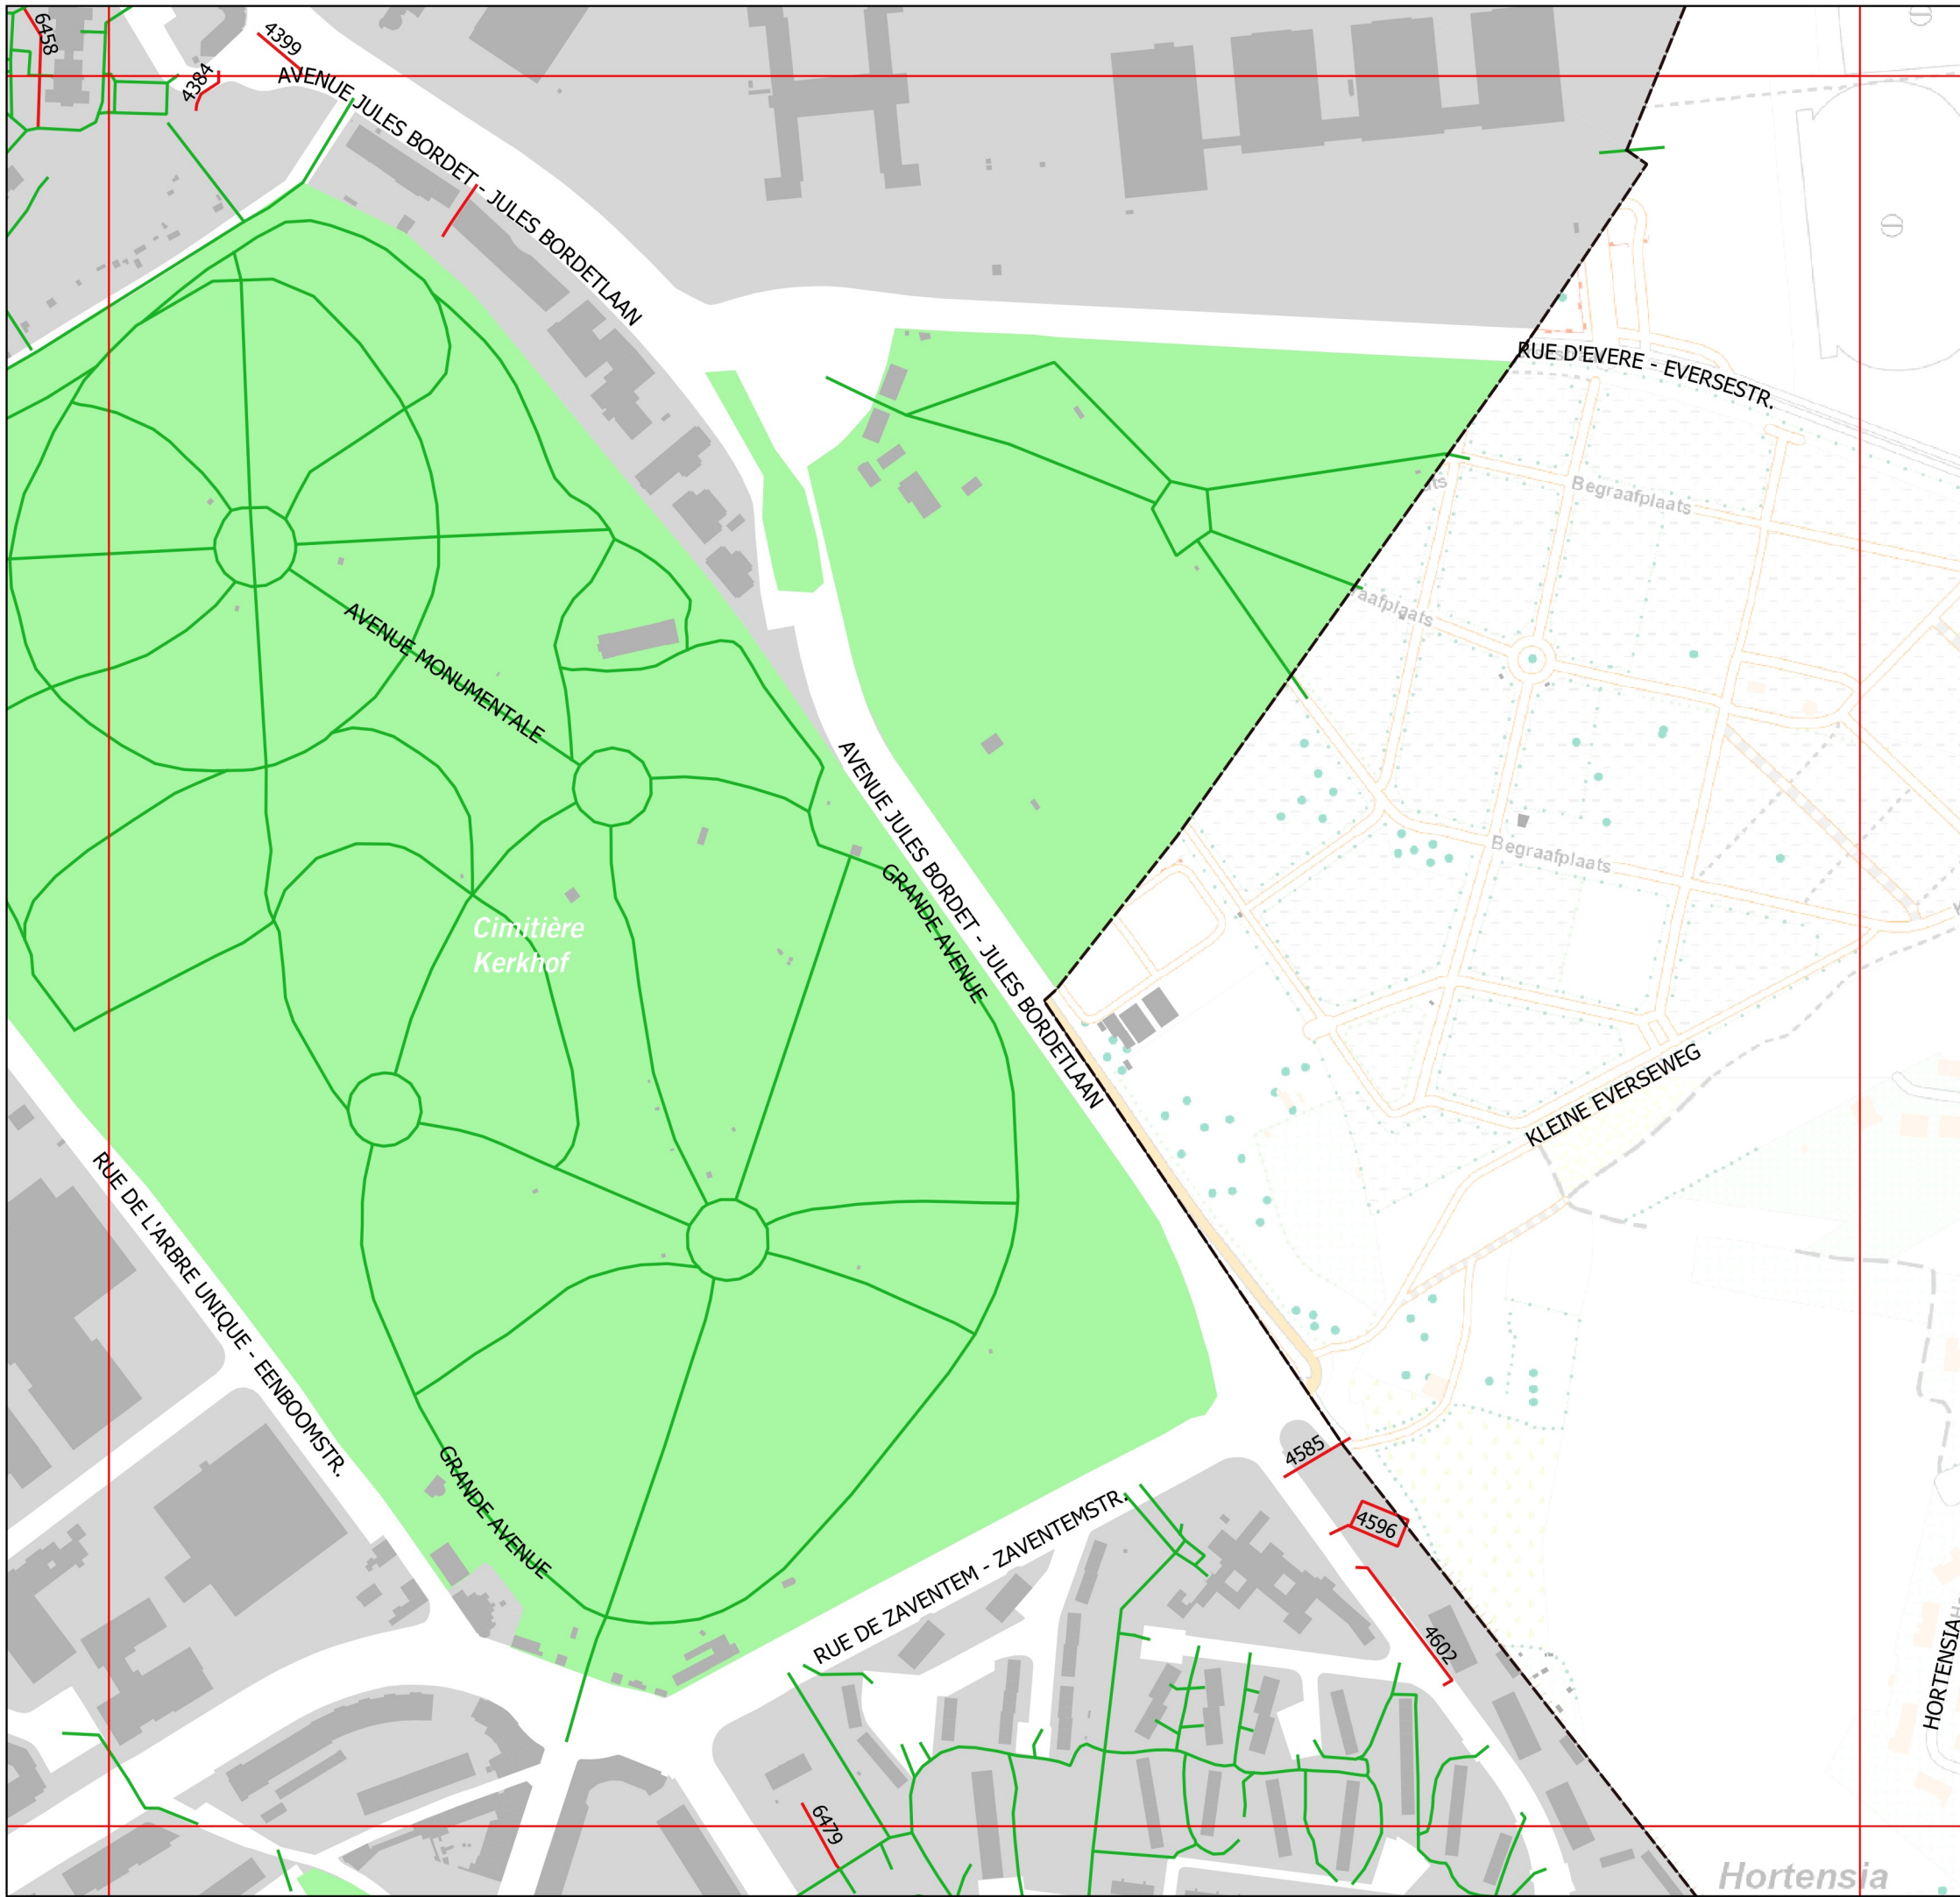 6458
4399
4384
AVENUE JULES BORDET - JULES BORDETLAAN
RUE D'EVERE - EVERSESTR.
Begraafplaats
ts
aafplaats
AVENUE MONUMENTALE
AVENUE JULES BORDET - JULES BORDETLAAN
GRANDE AVENUE
Begraafplaats
Cimitière
Kerkhof
KLEINE EVERSEWEG
RUE DE L'ARBRE UNIQUE - EENBOOMSTR.
GRANDE AVENUE
4585
4596
RUE DE ZAVENTEM - ZAVENTEMSTR.
4602
HORTENSIA
6479
Hortensia